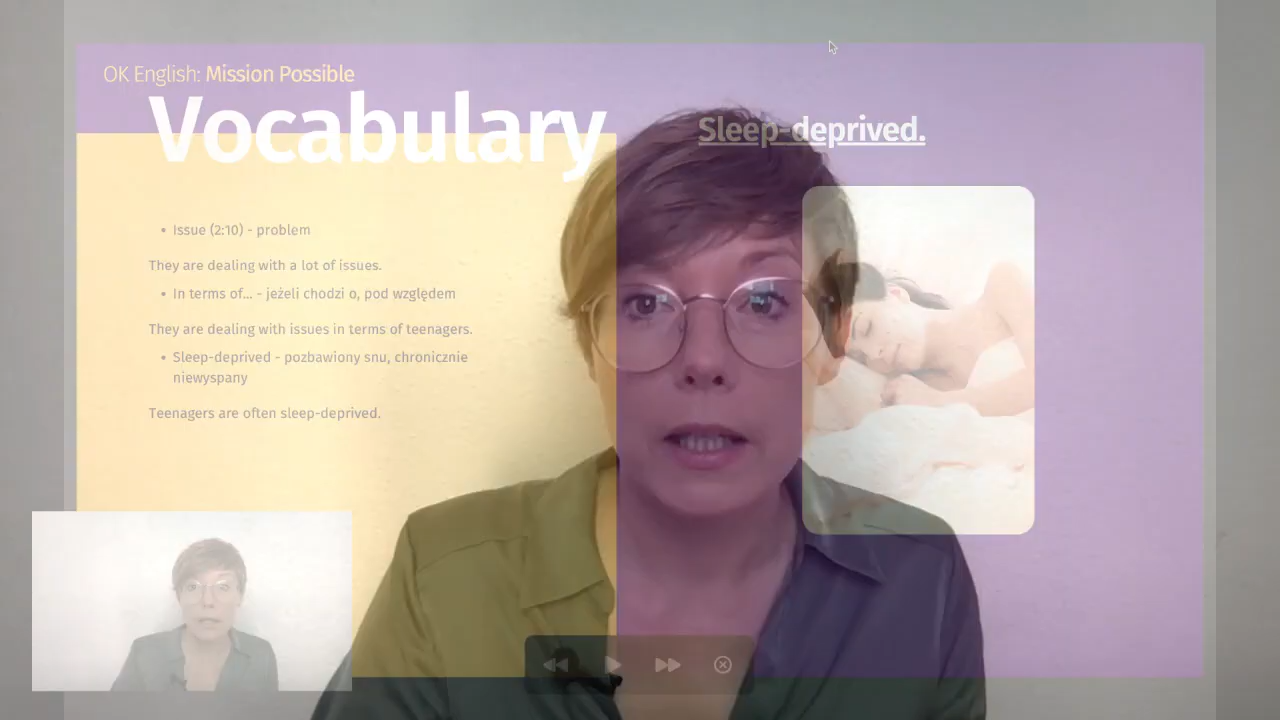 OK English: Mission Possible
Vocabulary
Sleep-deprived.
• Issue (2:10) - problem
They are dealing with a lot of issues.
• In terms of... - jeżeli chodzi o, pod względem
They are dealing with issues in terms of teenagers.
• Sleep-deprived - pozbawiony snu, chronicznie
niewyspany
Teenagers are often sleep-deprived.